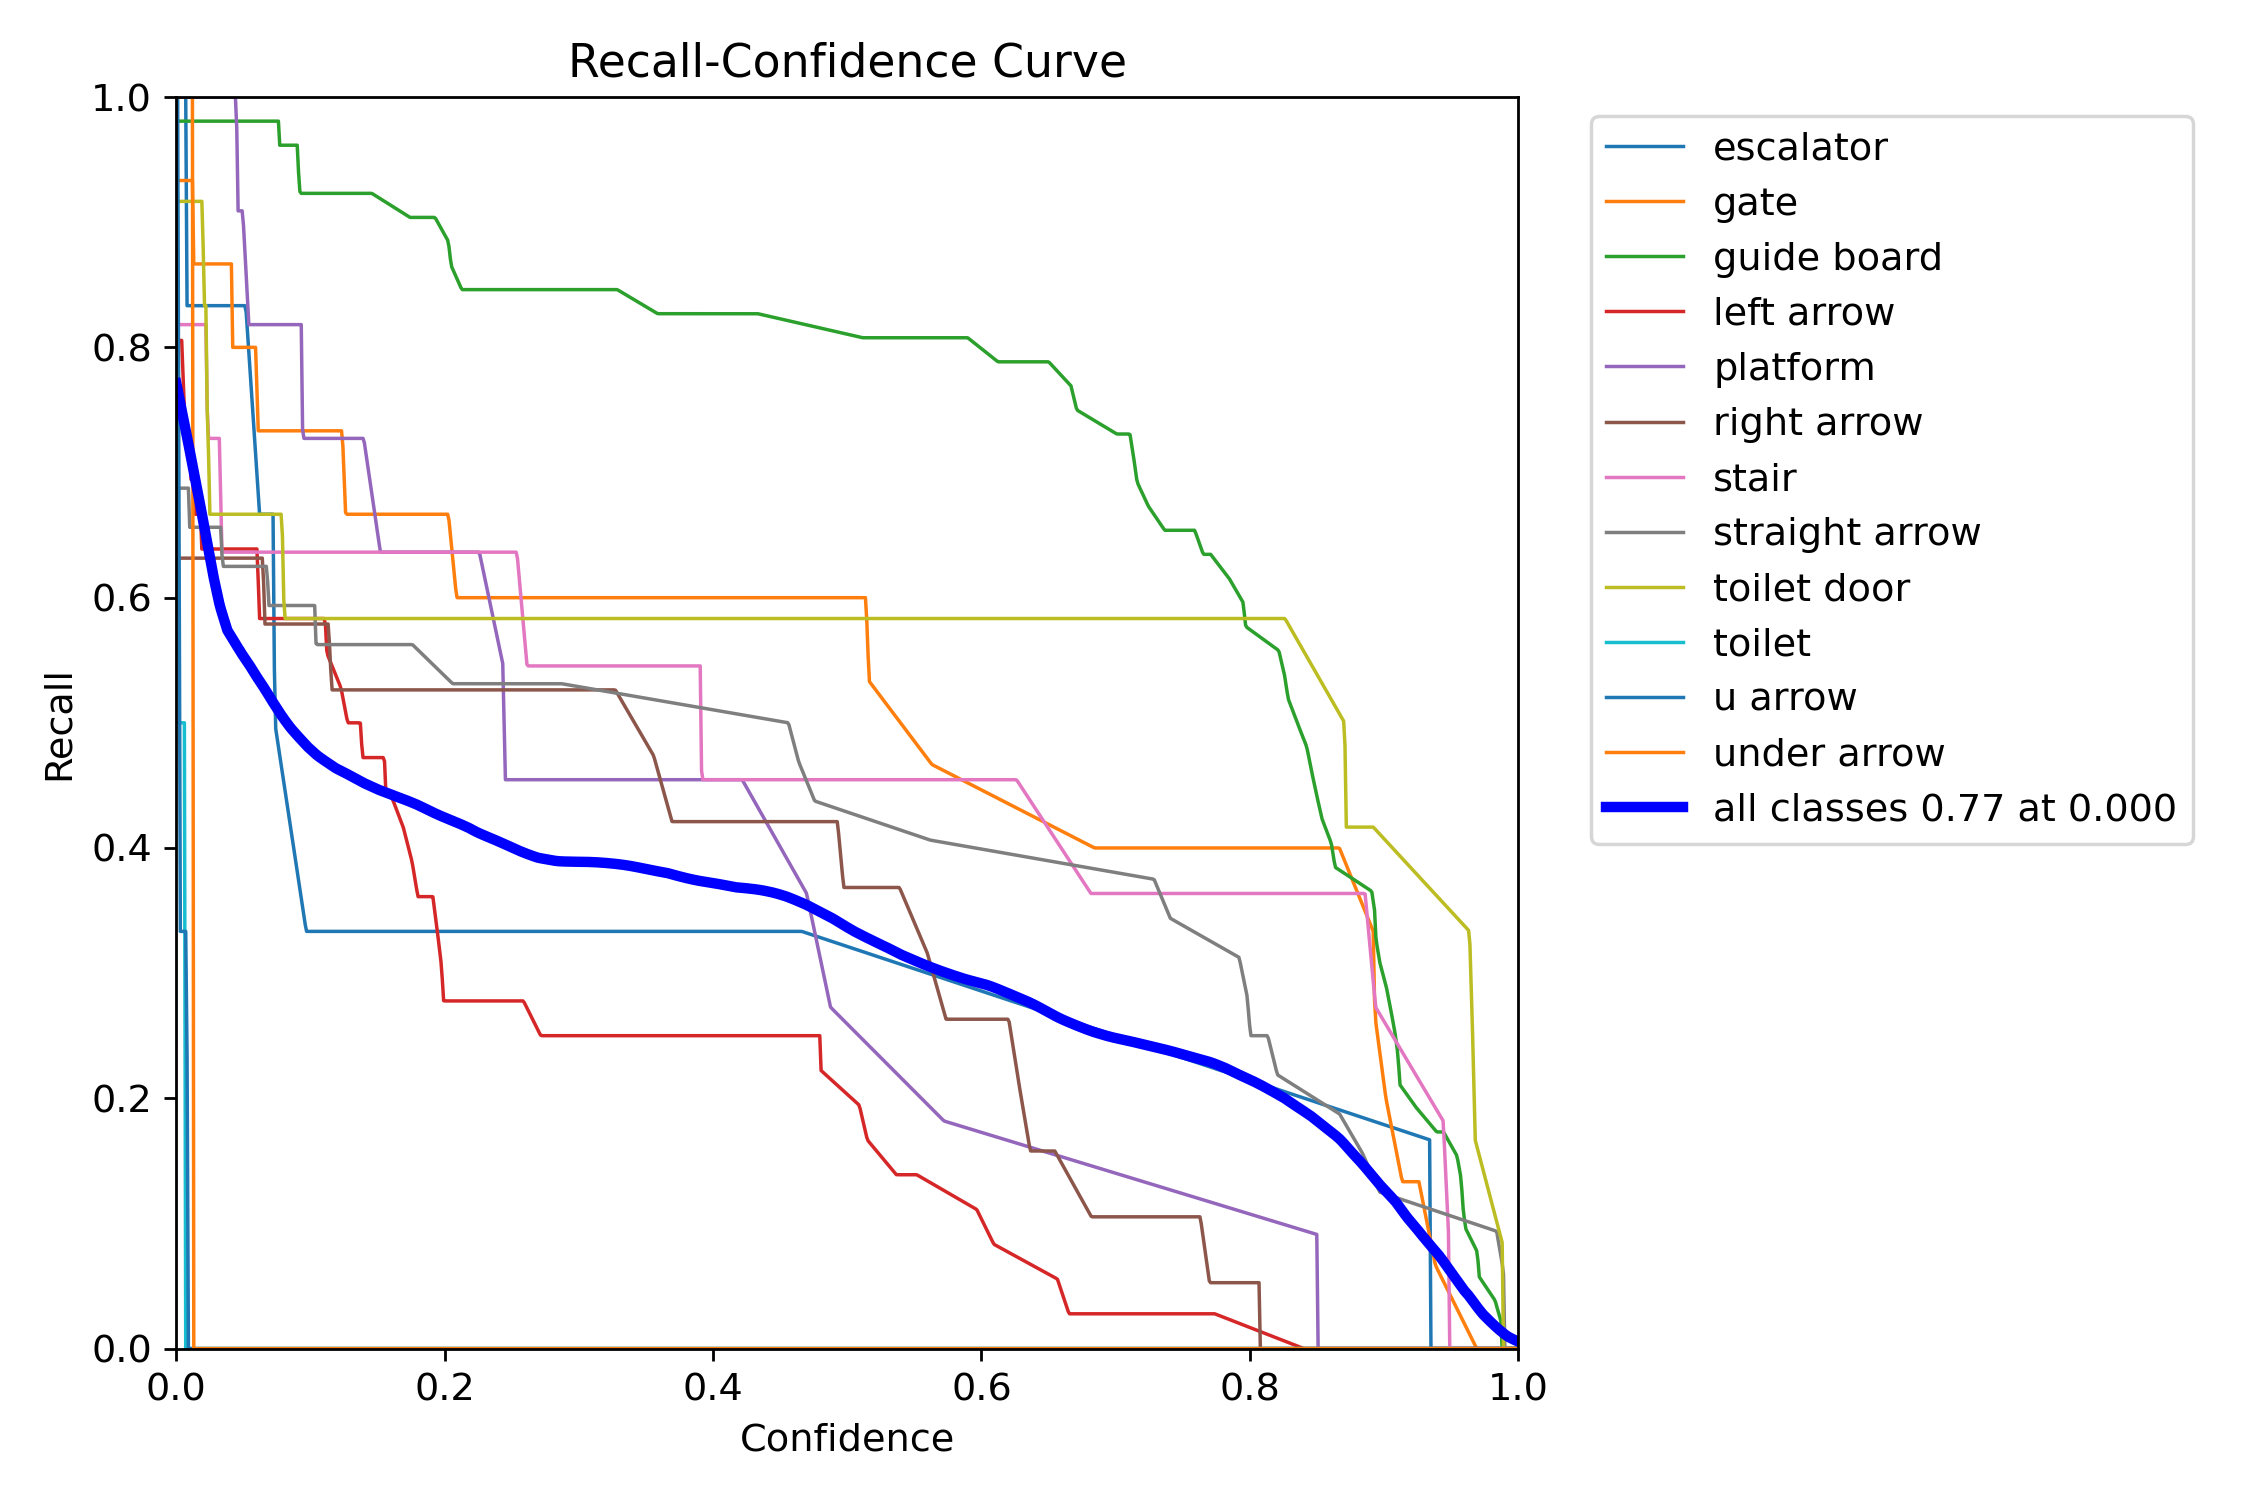 Recall-Confidence Curve
1.0
0.8
0.6
0.4
0.2
0.0
Recall
0.0 0.2 0.4 0.6 0.8 1.0
Confidence
escalator
gate
guide board
left arrow
platform
right arrow
stair
straight arrow
toilet door
toilet
u arrow
under arrow
all classes 0.77 at 0.000